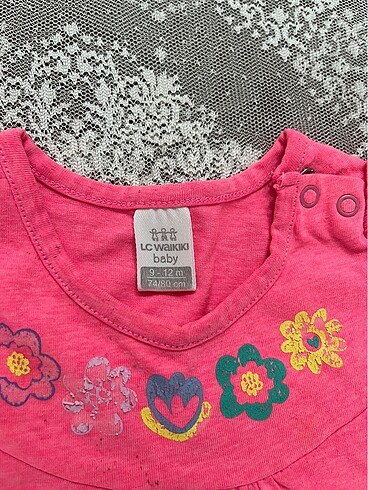 LC WAIKIKI
baby
9 - 12 m
74/80 cm